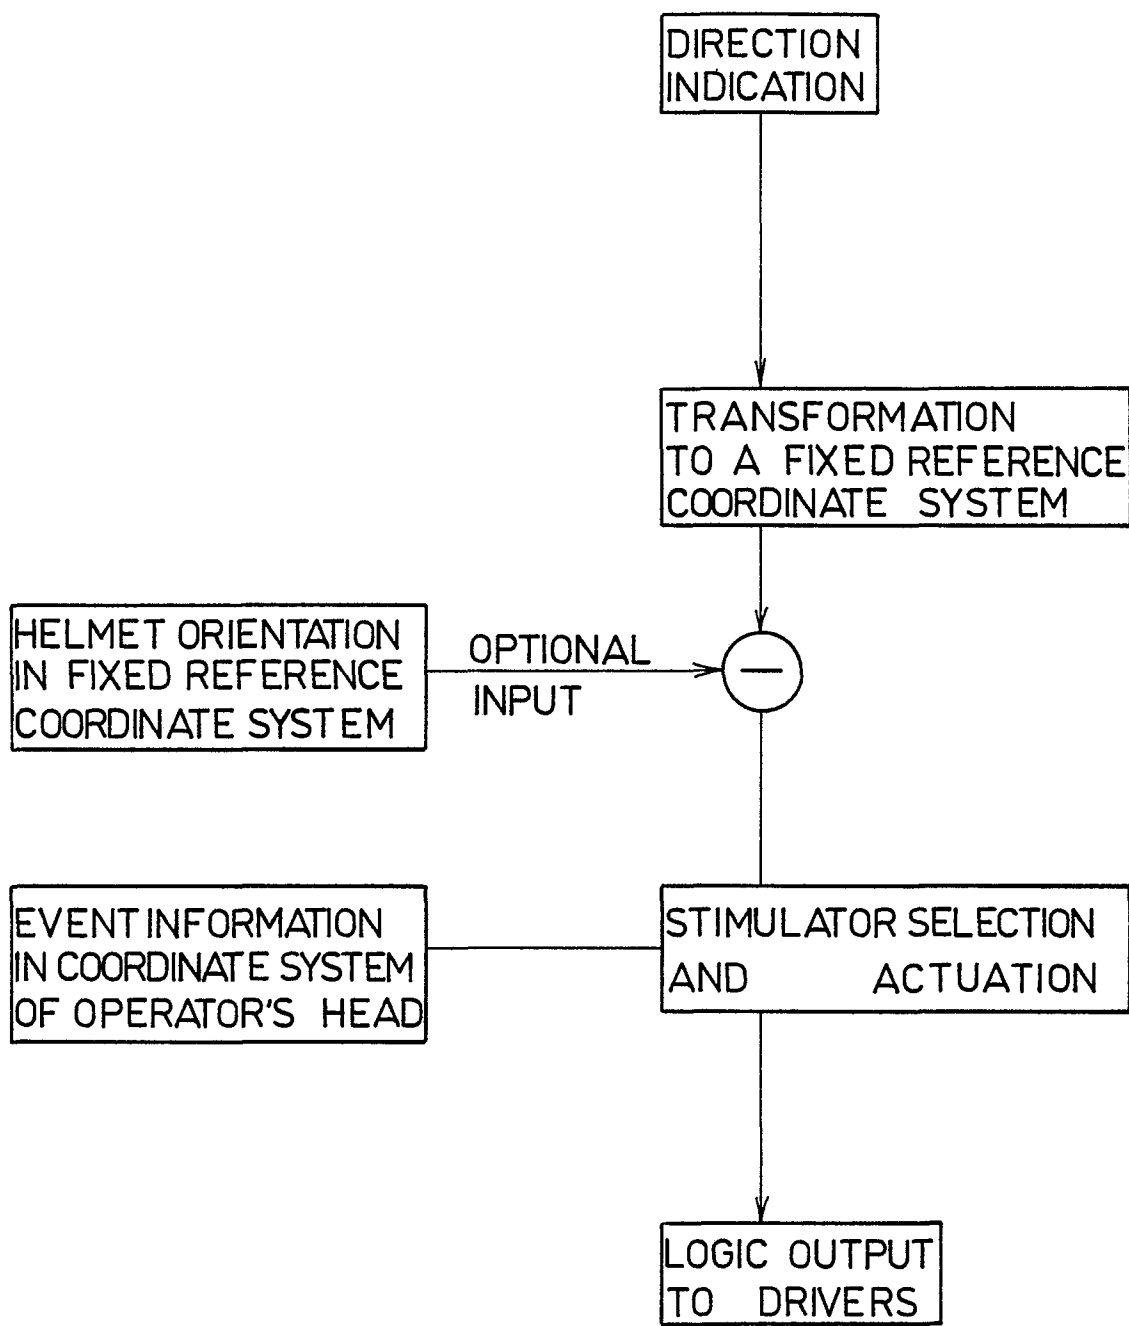 DIRECTION
INDICATION
TRANSFORMATION
TO A FIXED REFERENCE
COORDINATE SYSTEM
HELMET ORIENTATION
IN FIXED REFERENCE
COORDINATE SYSTEM
OPTIONAL
INPUT
EVENT INFORMATION
IN COORDINATE SYSTEM
OF OPERATOR'S HEAD
STIMULATOR SELECTION
AND ACTUATION
LOGIC OUTPUT
TO DRIVERS